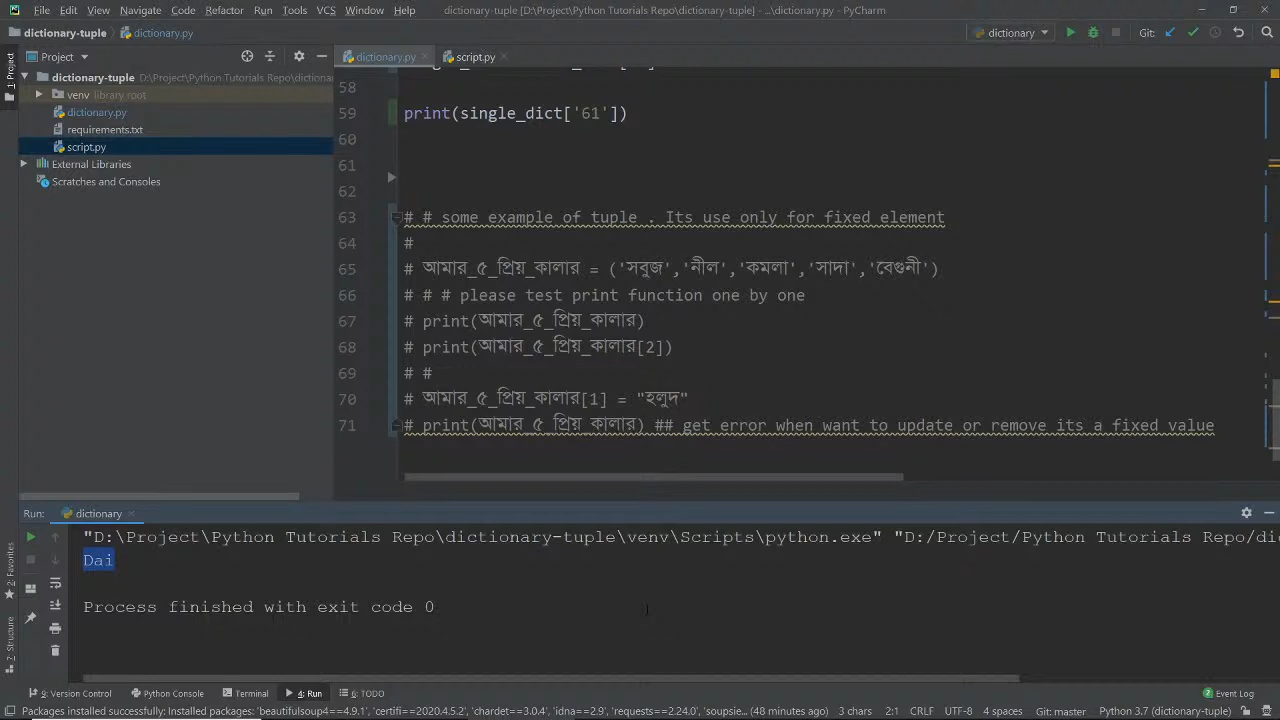 File Edit View Navigate Code Refactor Run Tools VCS Window Help dictionary-tuple [D:\Project\Python Tutorials Repo\dictionary-tuple] - ...\dictionary.py - PyCharm
dictionary-tuple dictionary.py dictionary Git:
Project dictionary.py script.py
1: Project
dictionary-tuple D:\Project\Python Tutorials Repo\dictionar
venv library root
dictionary.py
requirements.txt
script.py
External Libraries
Scratches and Consoles
58
59 print(single_dict['61'])
60
61
62
63 # # some example of tuple . Its use only for fixed element
64 #
65 # আমার_৫_প্রিয়_কালার = ('সবুজ','নীল','কমলা','সাদা','বেগুনী')
66 # # # please test print function one by one
67 # print(আমার_৫_প্রিয়_কালার)
68 # print(আমার_৫_প্রিয়_কালার[2])
69 # #
70 # আমার_৫_প্রিয়_কালার[1] = "হলুদ"
71 # print(আমার_৫_প্রিয়_কালার) ## get error when want to update or remove its a fixed value
Run: dictionary
"D:\Project\Python Tutorials Repo\dictionary-tuple\venv\Scripts\python.exe" "D:/Project/Python Tutorials Repo/dic
Dai
Process finished with exit code 0
2: Favorites
7: Structure
9: Version Control Python Console Terminal 4: Run 6: TODO Event Log
Packages installed successfully: Installed packages: 'beautifulsoup4==4.9.1', 'certifi==2020.4.5.2', 'chardet==3.0.4', 'idna==2.9', 'requests==2.24.0', 'soupsie... (48 minutes ago) 3 chars 2:1 CRLF UTF-8 4 spaces Git: master Python 3.7 (dictionary-tuple)